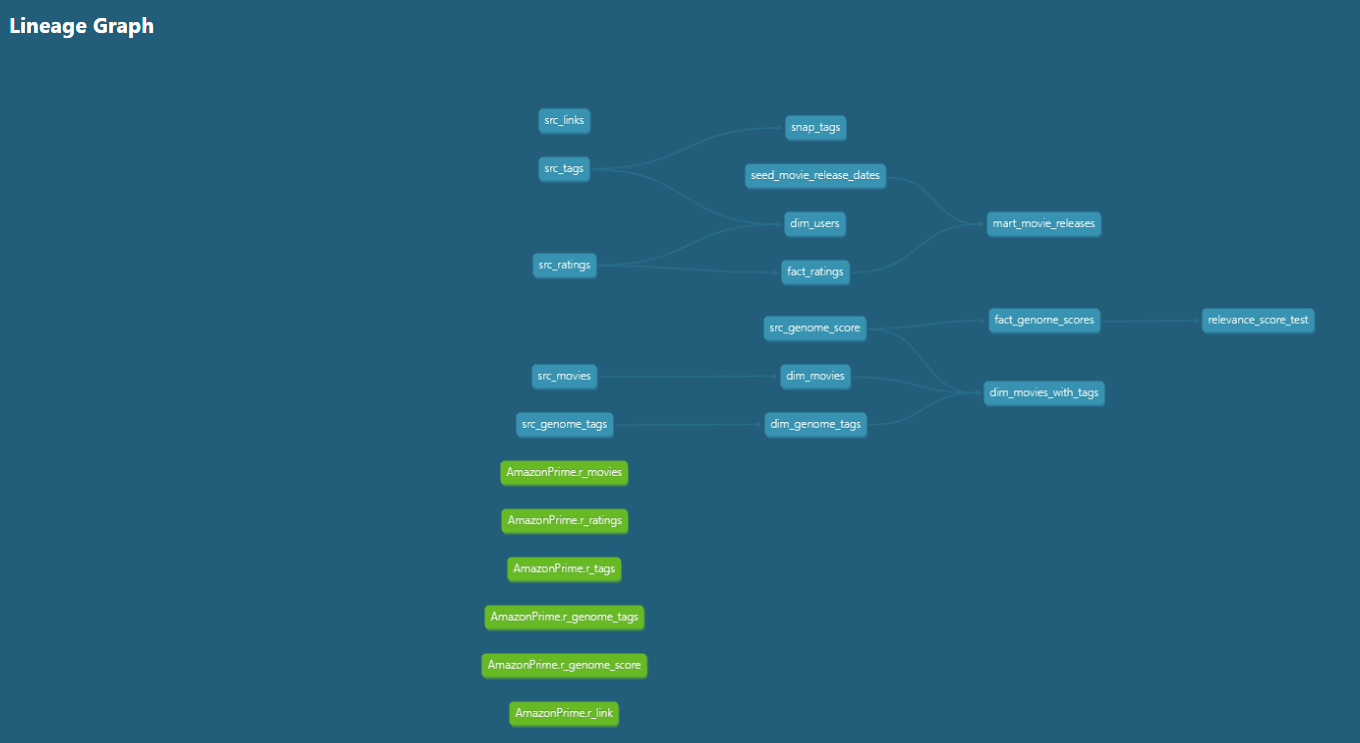 Lineage Graph
src_links
snap_tags
src_tags
seed_movie_release_dates
dim_users
mart_movie_releases
src_ratings
fact_ratings
src_genome_score
fact_genome_scores
relevance_score_test
src_movies
dim_movies
dim_movies_with_tags
src_genome_tags
dim_genome_tags
AmazonPrime.r_movies
AmazonPrime.r_ratings
AmazonPrime.r_tags
AmazonPrime.r_genome_tags
AmazonPrime.r_genome_score
AmazonPrime.r_link